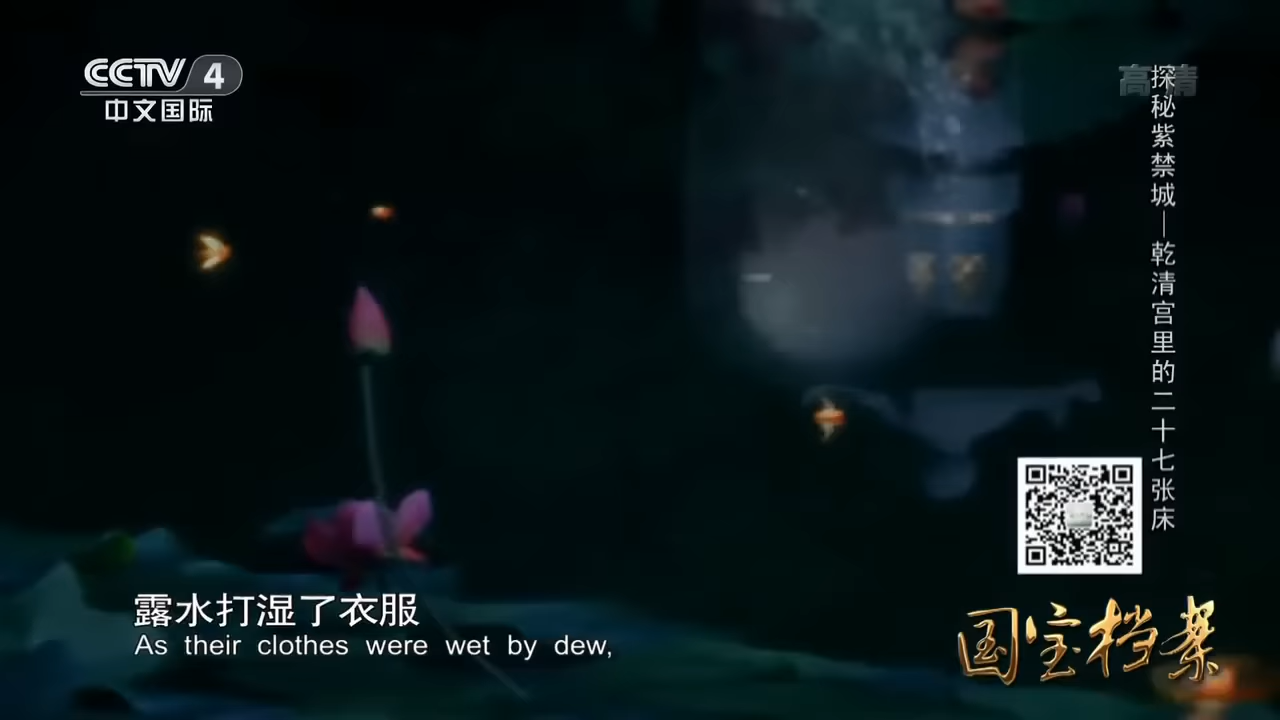 CCTV 4
中文国际
高清
探秘紫禁城—乾清宫里的二十七张床
露水打湿了衣服
As their clothes were wet by dew,
国宝档案